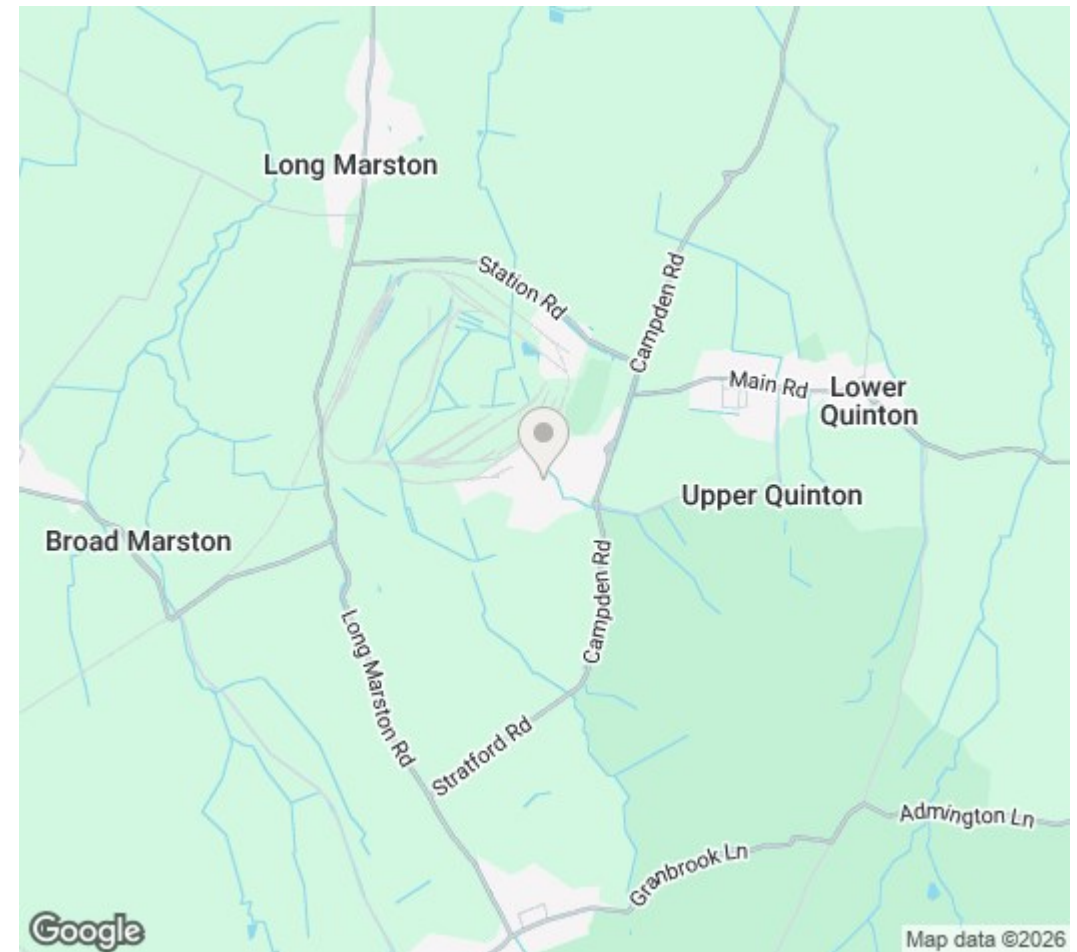 Long Marston
Station Rd
Campden Rd
Main Rd
Lower
Quinton
Upper Quinton
Broad Marston
Campden Rd
Long Marston Rd
Stratford Rd
Admington Ln
Granbrook Ln
Google
Map data ©2026